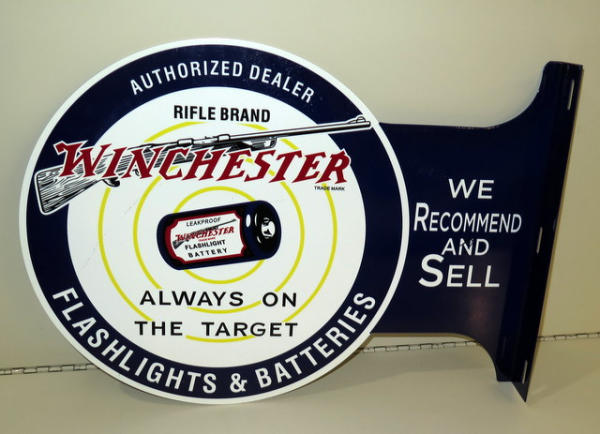 AUTHORIZED DEALER
RIFLE BRAND
WINCHESTER
TRADE MARK
LEAKPROOF
WINCHESTER
FLASHLIGHT
BATTERY
ALWAYS ON
THE TARGET
FLASHLIGHTS & BATTERIES
WE
RECOMMEND
AND
SELL